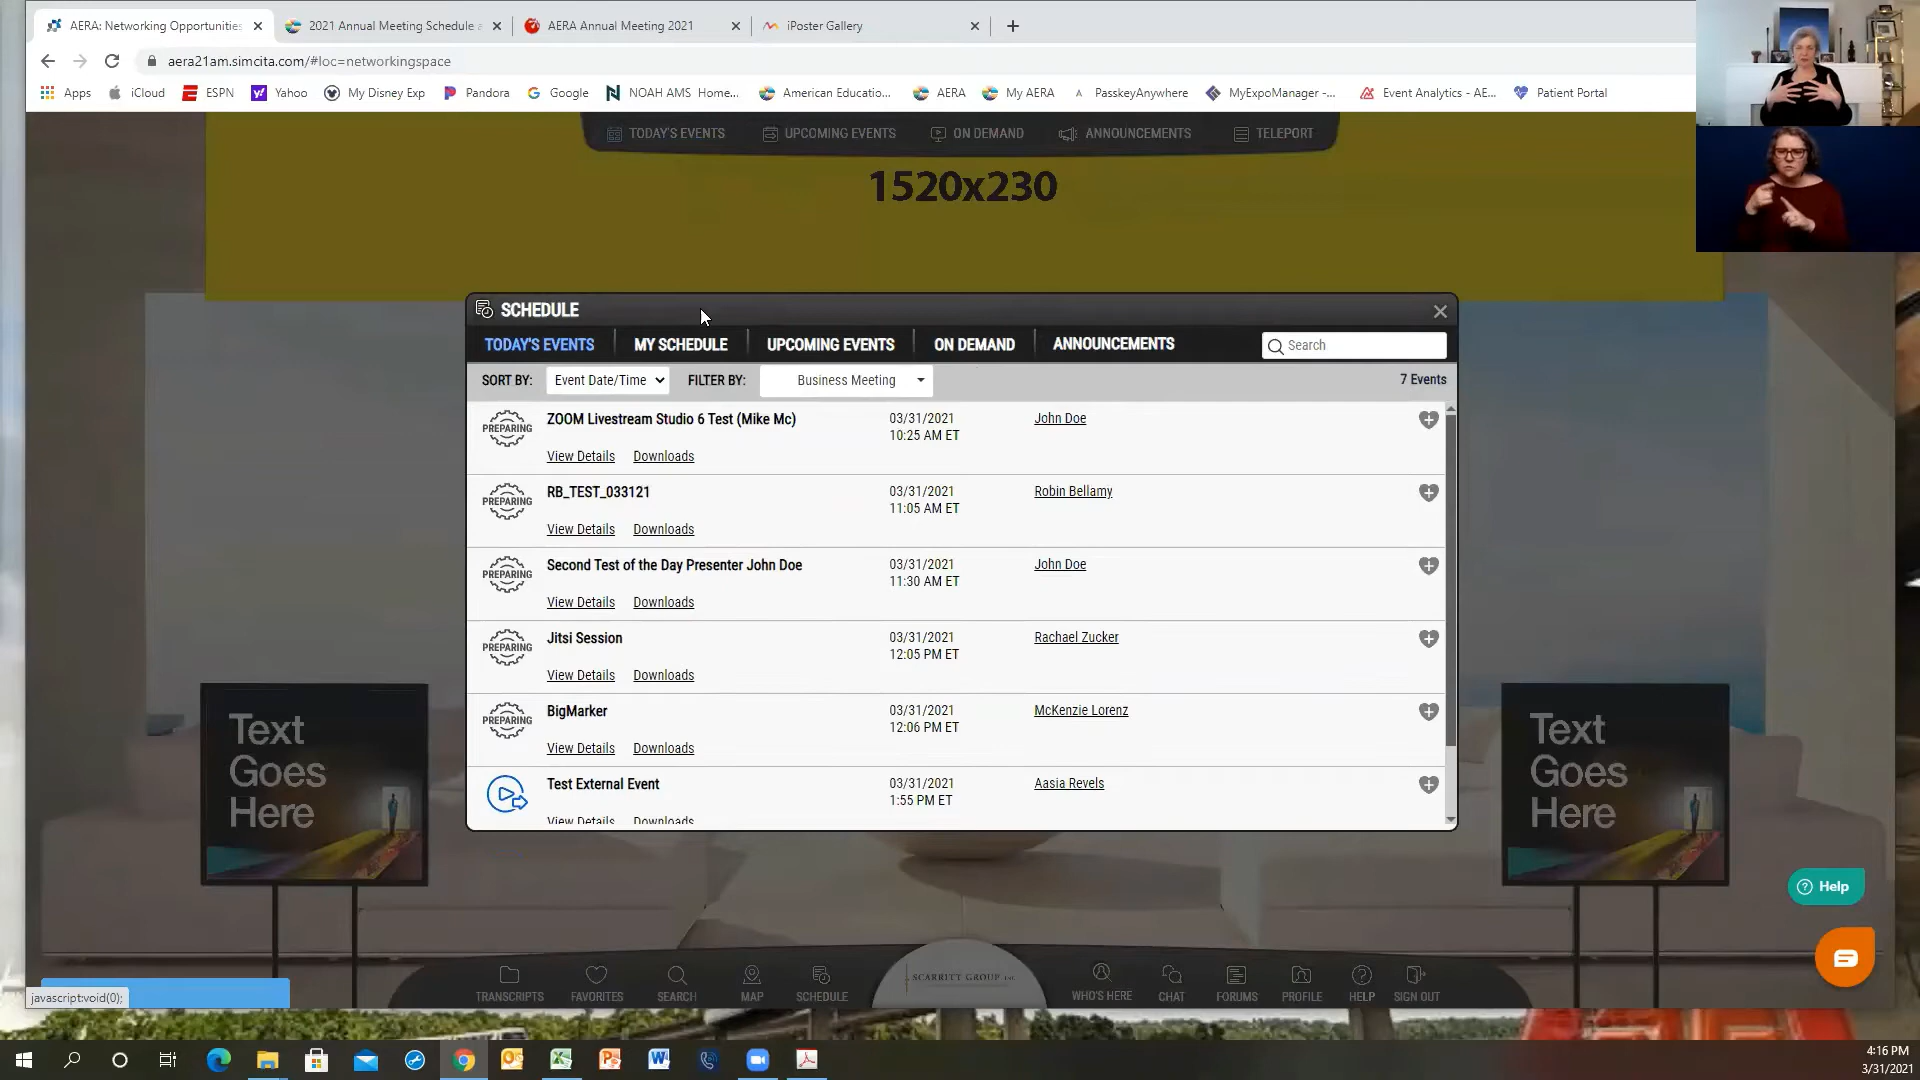 AERA: Networking Opportunities
2021 Annual Meeting Schedule a
AERA Annual Meeting 2021
iPoster Gallery
aera21am.simcita.com/#loc=networkingspace
Apps
iCloud
ESPN
Yahoo
My Disney Exp
Pandora
Google
NOAH AMS Home...
American Educatio...
AERA
My AERA
PasskeyAnywhere
MyExpoManager -...
Event Analytics - AE...
Patient Portal
TODAY'S EVENTS
UPCOMING EVENTS
ON DEMAND
ANNOUNCEMENTS
TELEPORT
1520x230
SCHEDULE
TODAY'S EVENTS
MY SCHEDULE
UPCOMING EVENTS
ON DEMAND
ANNOUNCEMENTS
Search
SORT BY: Event Date/Time FILTER BY: Business Meeting 7 Events
PREPARING ZOOM Livestream Studio 6 Test (Mike Mc) 03/31/2021 John Doe
10:25 AM ET
View Details Downloads
PREPARING RB_TEST_033121 03/31/2021 Robin Bellamy
11:05 AM ET
View Details Downloads
PREPARING Second Test of the Day Presenter John Doe 03/31/2021 John Doe
11:30 AM ET
View Details Downloads
PREPARING Jitsi Session 03/31/2021 Rachael Zucker
12:05 PM ET
View Details Downloads
PREPARING BigMarker 03/31/2021 McKenzie Lorenz
12:06 PM ET
View Details Downloads
Test External Event 03/31/2021 Aasia Revels
1:55 PM ET
View Details Downloads
Text
Goes
Here
Text
Goes
Here
Help
TRANSCRIPTS
FAVORITES
SEARCH
MAP
SCHEDULE
SCARRITT GROUP, INC.
WHO'S HERE
CHAT
FORUMS
PROFILE
HELP
SIGN OUT
javascript:void(0);
4:16 PM
3/31/2021